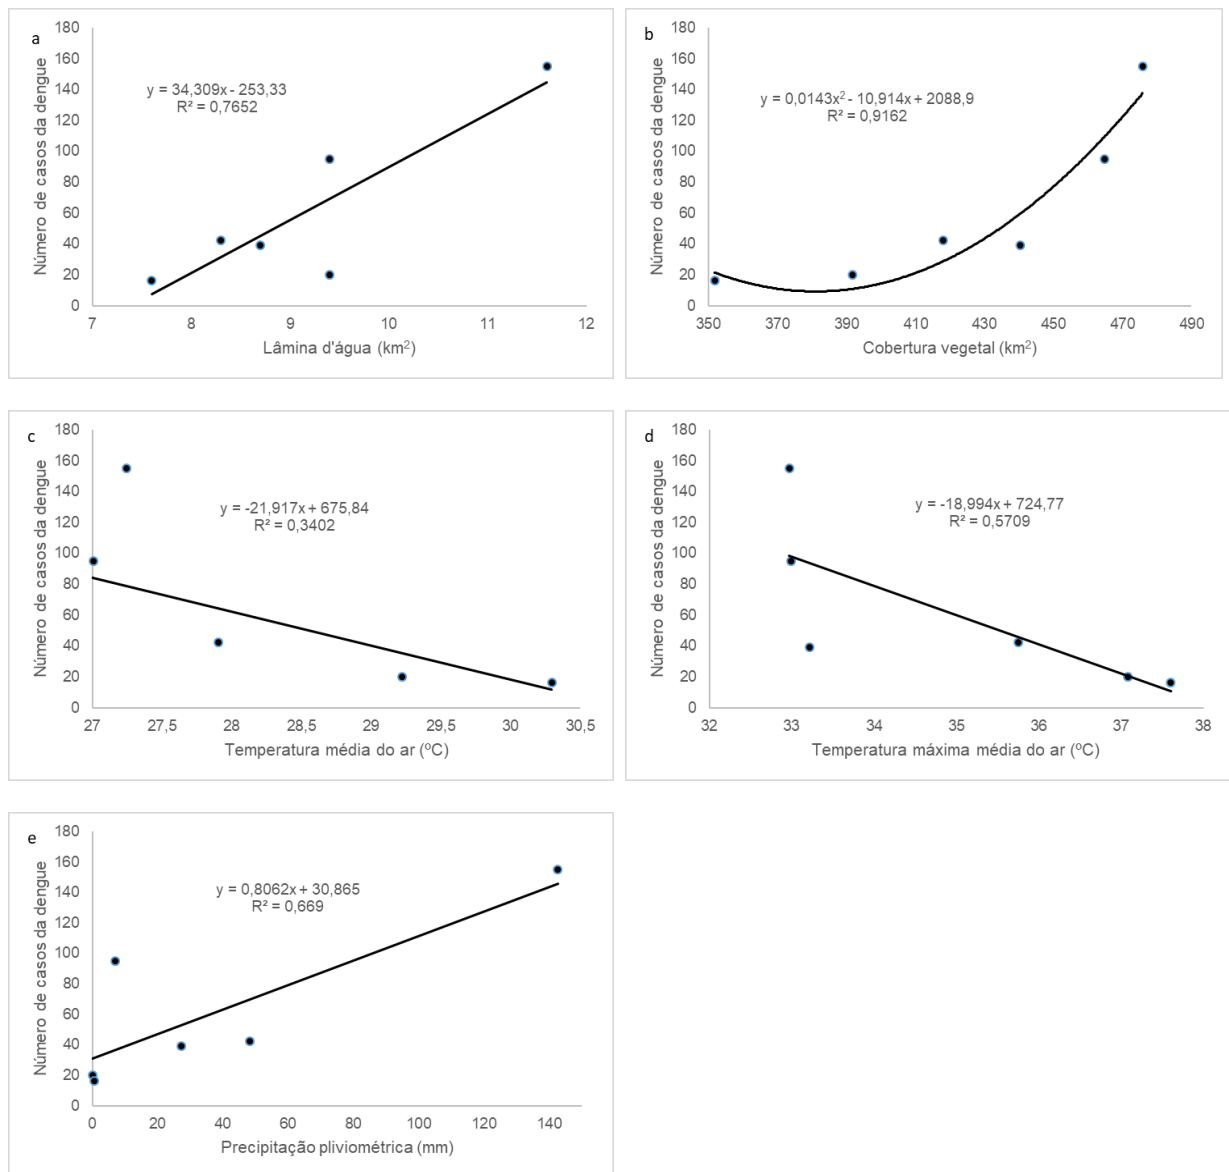 a
180
160
140
120
100
80
60
40
20
0
Número de casos da dengue
y = 34,309x - 253,33
R² = 0,7652
7 8 9 10 11 12
Lâmina d'água (km²)
b
180
160
140
120
100
80
60
40
20
0
Número de casos da dengue
y = 0,0143x² - 10,914x + 2088,9
R² = 0,9162
350 370 390 410 430 450 470 490
Cobertura vegetal (km²)
c
180
160
140
120
100
80
60
40
20
0
Número de casos da dengue
y = -21,917x + 675,84
R² = 0,3402
27 27,5 28 28,5 29 29,5 30 30,5
Temperatura média do ar (ºC)
d
180
160
140
120
100
80
60
40
20
0
Número de casos da dengue
y = -18,994x + 724,77
R² = 0,5709
32 33 34 35 36 37 38
Temperatura máxima média do ar (ºC)
e
180
160
140
120
100
80
60
40
20
0
Número de casos da dengue
y = 0,8062x + 30,865
R² = 0,669
0 20 40 60 80 100 120 140
Precipitação pliviométrica (mm)